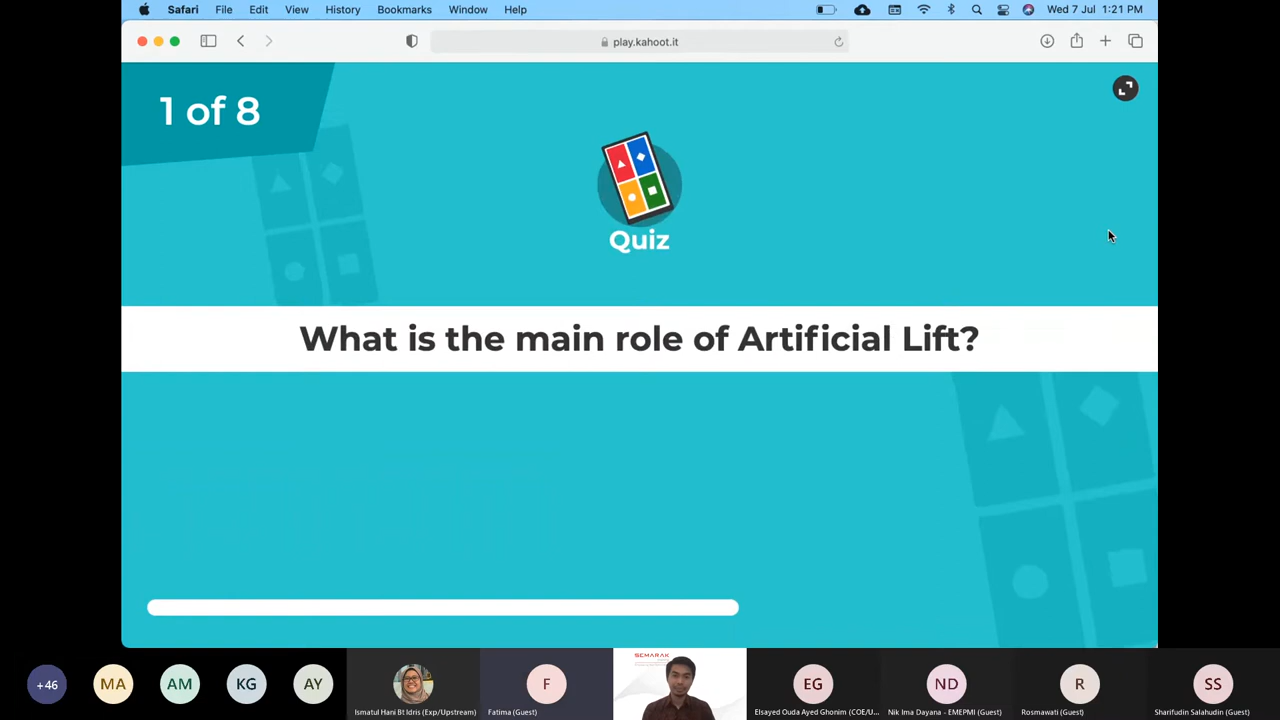 Safari File Edit View History Bookmarks Window Help Wed 7 Jul 1:21 PM
play.kahoot.it
1 of 8
Quiz
What is the main role of Artificial Lift?
SEMARAK
+46 MA AM KG AY F EG ND R SS
Ismatul Hani Bt Idris (Exp/Upstream) Fatima (Guest) Elsayed Ouda Ayed Ghonim (COE/U... Nik Ima Dayana - EMEPMI (Guest) Rosmawati (Guest) Sharifudin Salahudin (Guest)